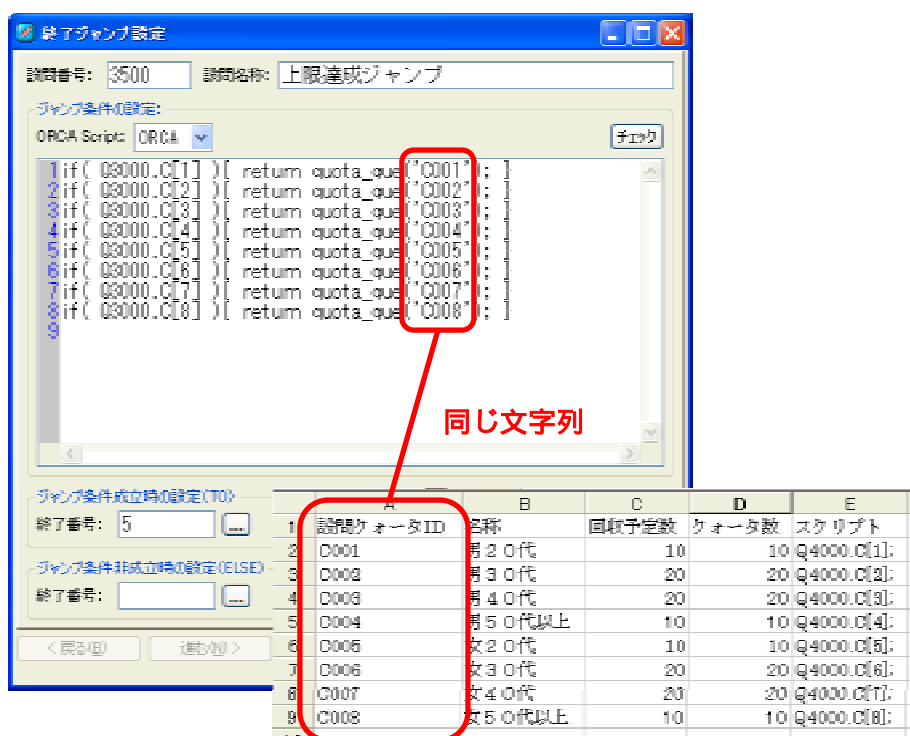 終了ジャンプ設定
設問番号: 3500 設問名称: 上限達成ジャンプ
ジャンプ条件の設定:
ORCA Script: ORCA チェック
1 if( Q3000.C[1] )[ return quota_que("C001"); ]
2 if( Q3000.C[2] )[ return quota_que("C002"); ]
3 if( Q3000.C[3] )[ return quota_que("C003"); ]
4 if( Q3000.C[4] )[ return quota_que("C004"); ]
5 if( Q3000.C[5] )[ return quota_que("C005"); ]
6 if( Q3000.C[6] )[ return quota_que("C006"); ]
7 if( Q3000.C[7] )[ return quota_que("C007"); ]
8 if( Q3000.C[8] )[ return quota_que("C008"); ]
9
同じ文字列
ジャンプ条件成立時の設定(TO)
終了番号: 5 ...
ジャンプ条件非成立時の設定(ELSE)
終了番号: ...
<戻る(B) 進む(N)>
A B C D E
1 設問クォータID 名称 回収予定数 クォータ数 スクリプト
2 C001 男20代 10 10 Q4000.C[1];
3 C002 男30代 20 20 Q4000.C[2];
4 C003 男40代 20 20 Q4000.C[3];
5 C004 男50代以上 10 10 Q4000.C[4];
6 C005 女20代 10 10 Q4000.C[5];
7 C006 女30代 20 20 Q4000.C[6];
8 C007 女40代 20 20 Q4000.C[7];
9 C008 女50代以上 10 10 Q4000.C[8];